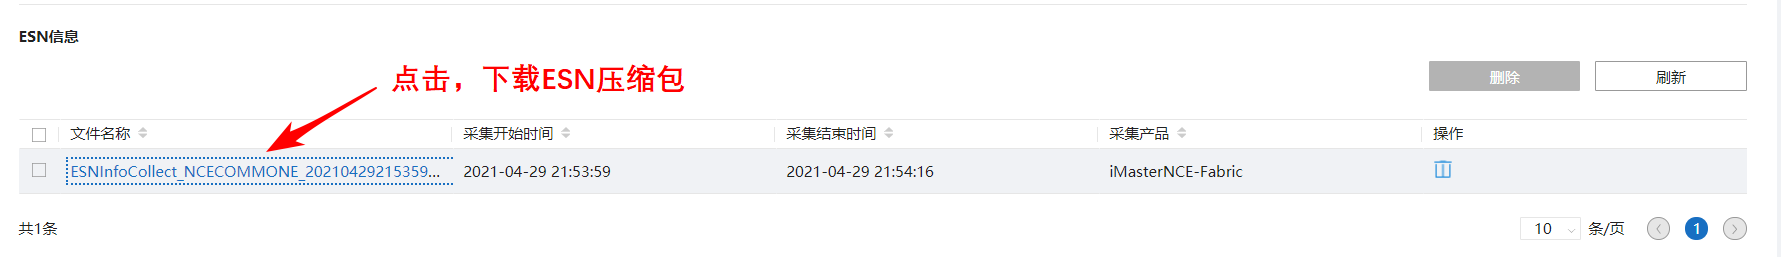 ESN信息
点击，下载ESN压缩包
删除 刷新
文件名称 采集开始时间 采集结束时间 采集产品 操作
ESNInfoCollect_NCECOMMONE_20210429215359... 2021-04-29 21:53:59 2021-04-29 21:54:16 iMasterNCE-Fabric
共1条 10 条/页 1